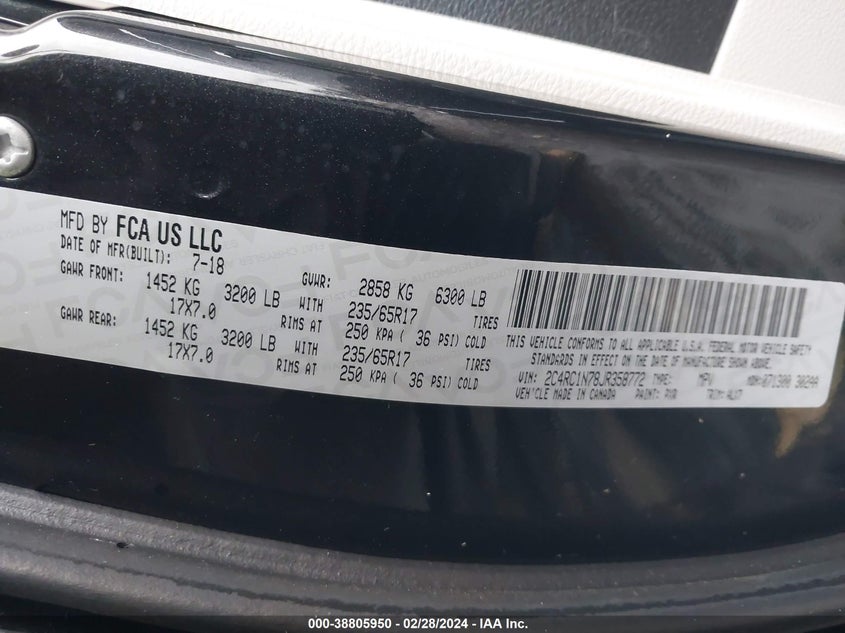 MFD BY FCA US LLC
DATE OF MFR(BUILT): 7-18
GAWR FRONT: 1452 KG 3200 LB
17X7.0
GAWR REAR: 1452 KG 3200 LB
17X7.0
GVWR: 2858 KG 6300 LB
WITH 235/65R17 TIRES
RIMS AT 250 KPA ( 36 PSI) COLD
WITH 235/65R17 TIRES
RIMS AT 250 KPA ( 36 PSI) COLD
THIS VEHICLE CONFORMS TO ALL APPLICABLE U.S.A. FEDERAL MOTOR VEHICLE SAFETY
STANDARDS IN EFFECT ON THE DATE OF MANUFACTURE SHOWN ABOVE.
VIN: 2C4RC1N78JR358772 TYPE: MPV MDH: 071900 302AA
VEHICLE MADE IN CANADA PAINT: PXR TRIM:
000-38805950 - 02/28/2024 - IAA Inc.